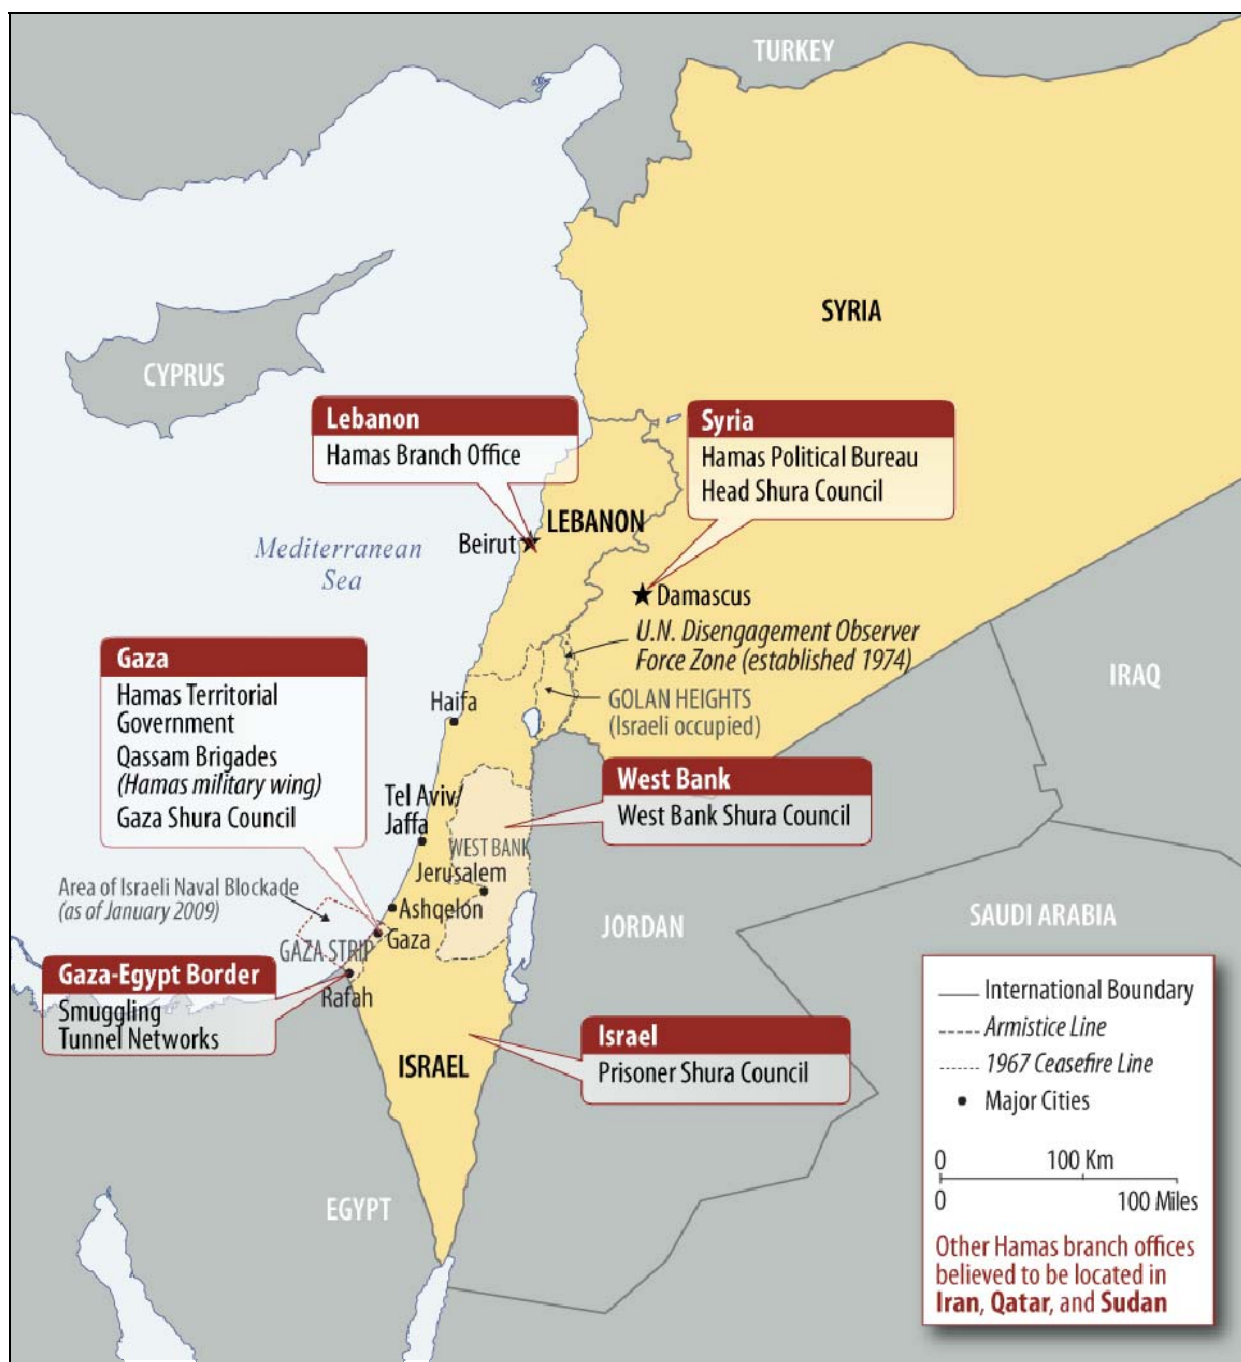 TURKEY
SYRIA
CYPRUS
Lebanon
Hamas Branch Office
Syria
Hamas Political Bureau
Head Shura Council
LEBANON
Beirut
Mediterranean
Sea
Damascus
U.N. Disengagement Observer
Force Zone (established 1974)
IRAQ
Gaza
Hamas Territorial
Government
Qassam Brigades
(Hamas military wing)
Gaza Shura Council
Haifa
GOLAN HEIGHTS
(Israeli occupied)
West Bank
West Bank Shura Council
Tel Aviv/
Jaffa
WEST BANK
Jerusalem
Area of Israeli Naval Blockade
(as of January 2009)
Ashqelon
Gaza
GAZA STRIP
JORDAN
SAUDI ARABIA
Gaza-Egypt Border
Smuggling
Tunnel Networks
Rafah
ISRAEL
Israel
Prisoner Shura Council
EGYPT
International Boundary
Armistice Line
1967 Ceasefire Line
Major Cities
0 100 Km
0 100 Miles
Other Hamas branch offices
believed to be located in
Iran, Qatar, and Sudan